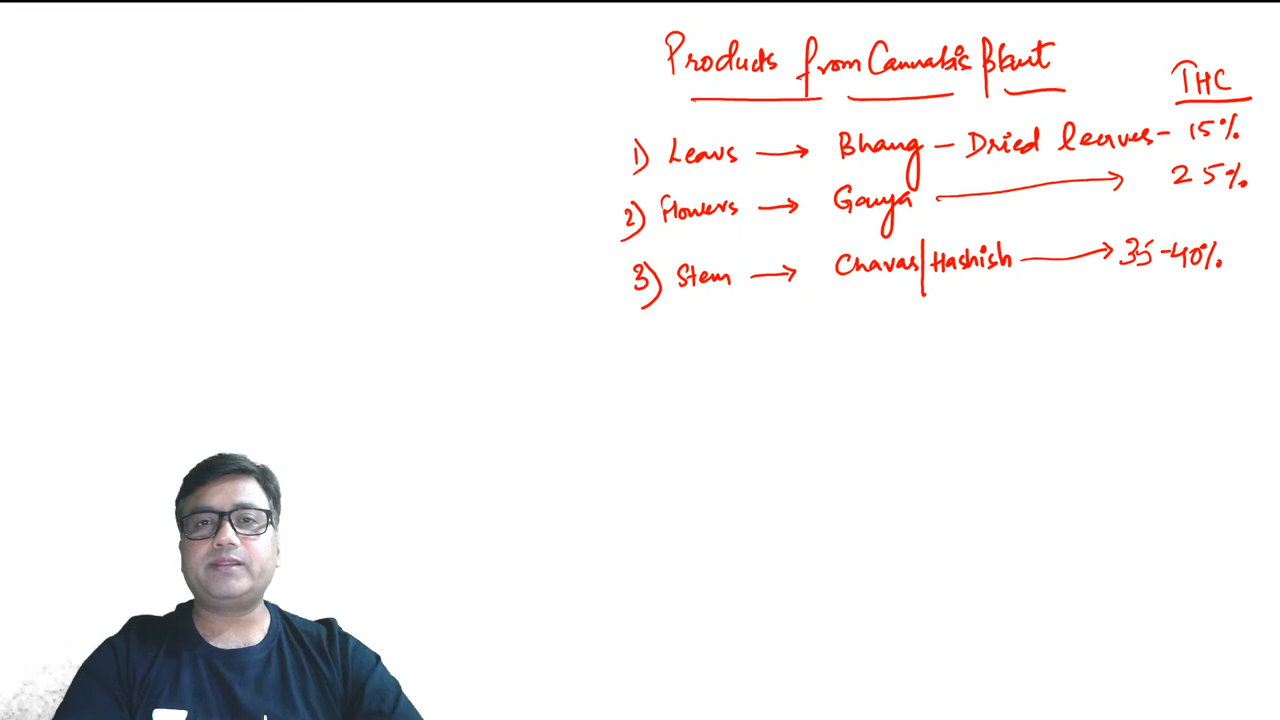 Products from Cannabis Plant
THC
1) Leavs → Bhang - Dried leaves - 15%
2) Flowers → Ganja → 25%
3) Stem → Charas/Hashish → 35-40%